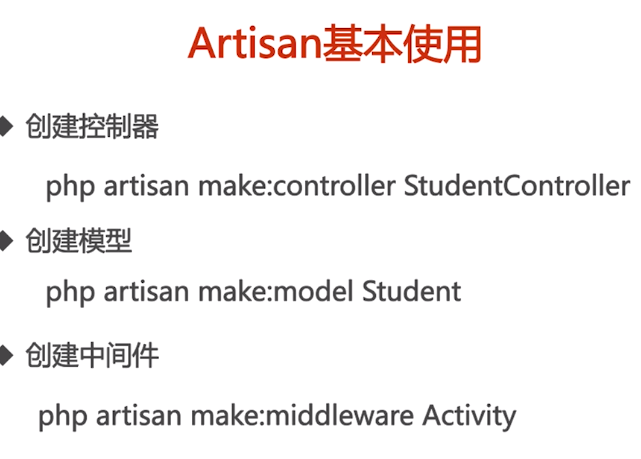 Artisan基本使用
创建控制器
php artisan make:controller StudentController
创建模型
php artisan make:model Student
创建中间件
php artisan make:middleware Activity